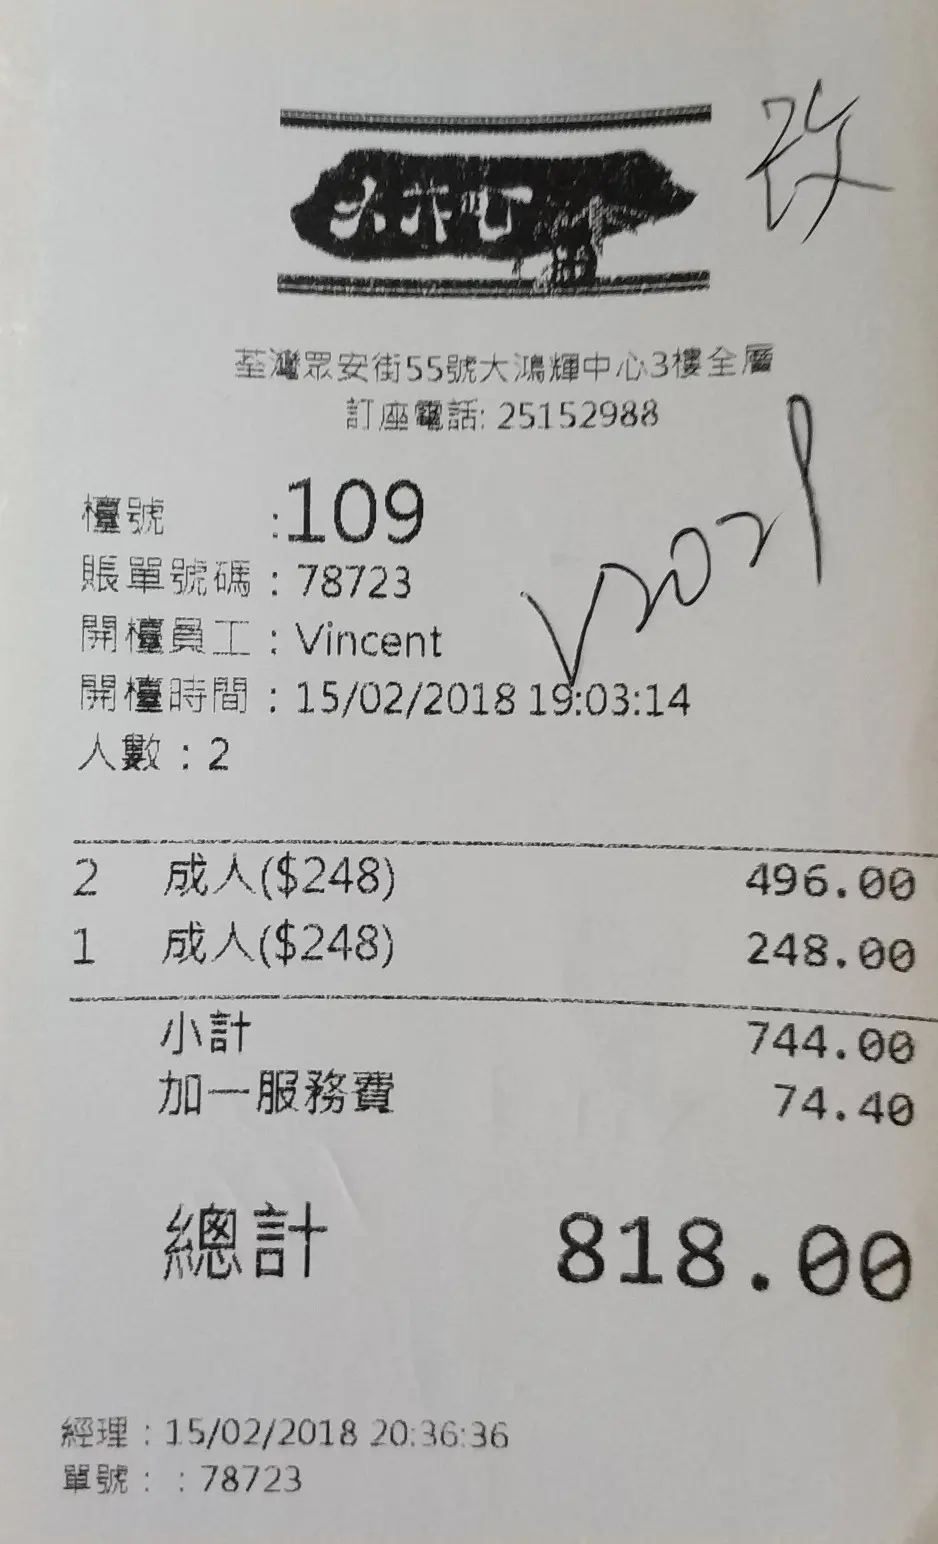 大木町
改
荃灣眾安街55號大鴻輝中心3樓全層
訂座電話: 25152988
檯號 :109
賬單號碼 : 78723
開檯員工 : Vincent
開檯時間 : 15/02/2018 19:03:14
人數 : 2
2 成人($248) 496.00
1 成人($248) 248.00
小計 744.00
加一服務費 74.40
總計 818.00
經理 : 15/02/2018 20:36:36
單號 : : 78723